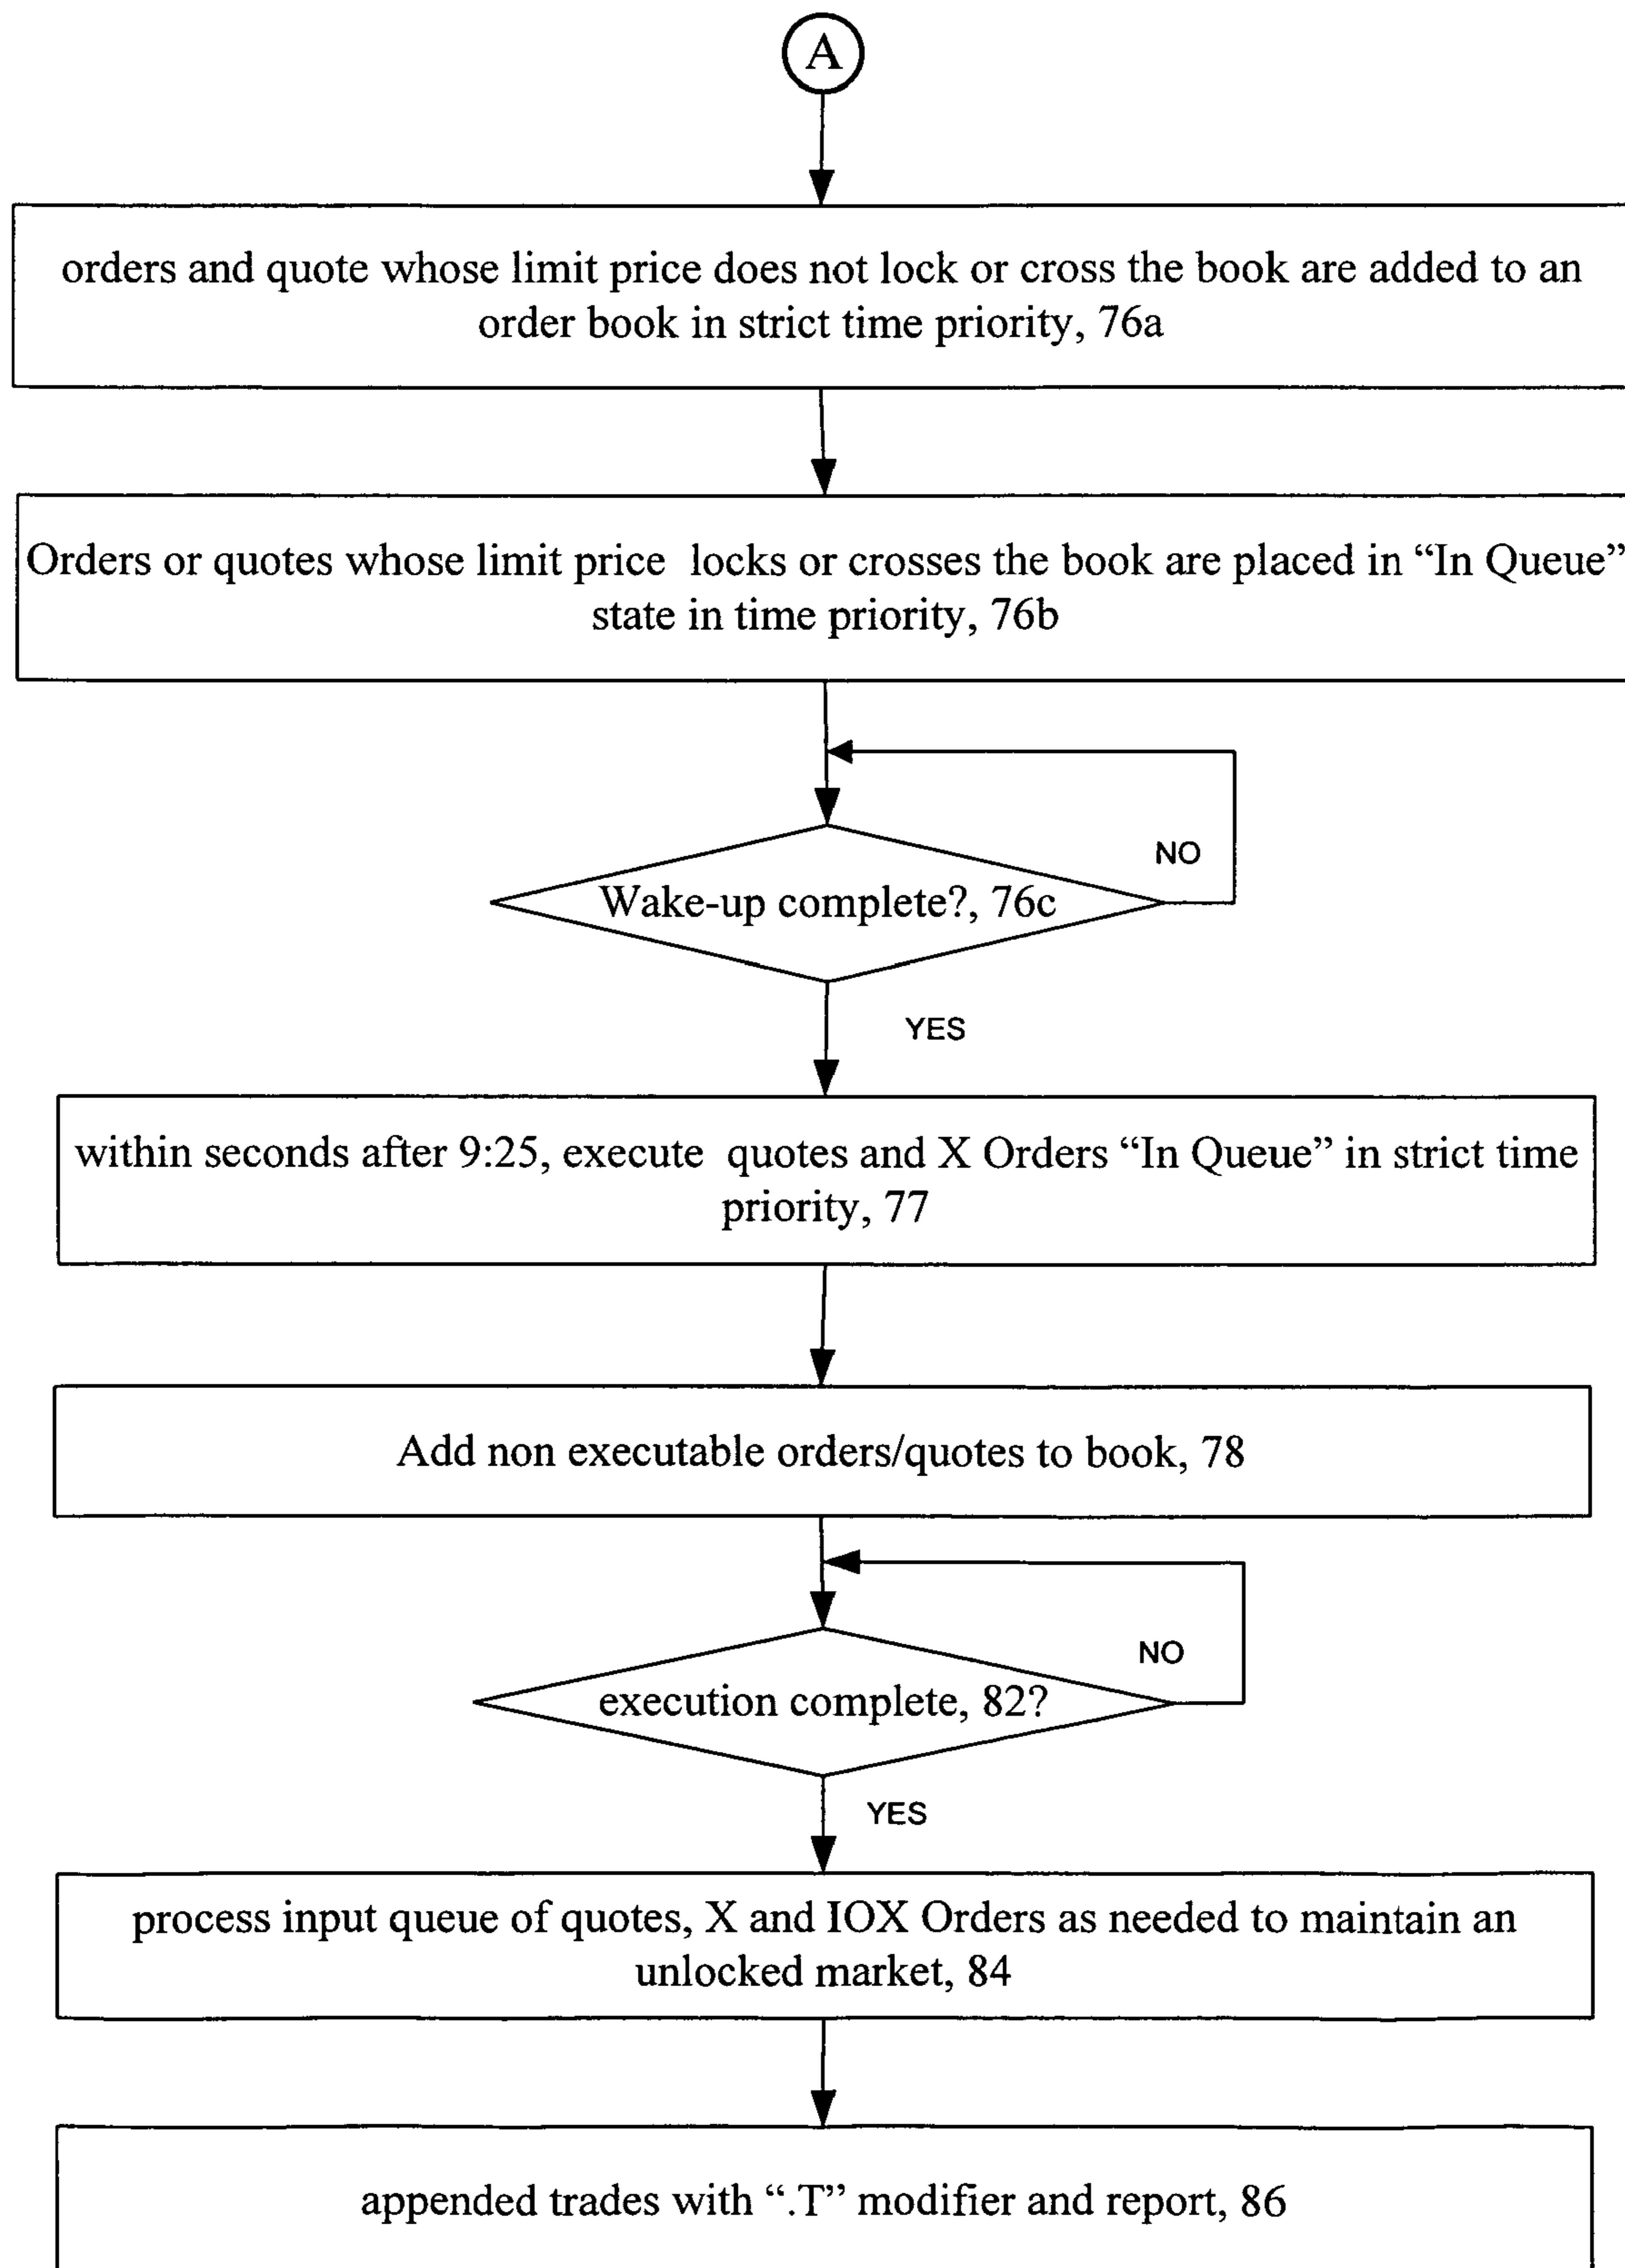 A
orders and quote whose limit price does not lock or cross the book are added to an
order book in strict time priority, 76a
Orders or quotes whose limit price locks or crosses the book are placed in “In Queue”
state in time priority, 76b
NO
Wake-up complete?, 76c
YES
within seconds after 9:25, execute quotes and X Orders “In Queue” in strict time
priority, 77
Add non executable orders/quotes to book, 78
NO
execution complete, 82?
YES
process input queue of quotes, X and IOX Orders as needed to maintain an
unlocked market, 84
appended trades with “.T” modifier and report, 86